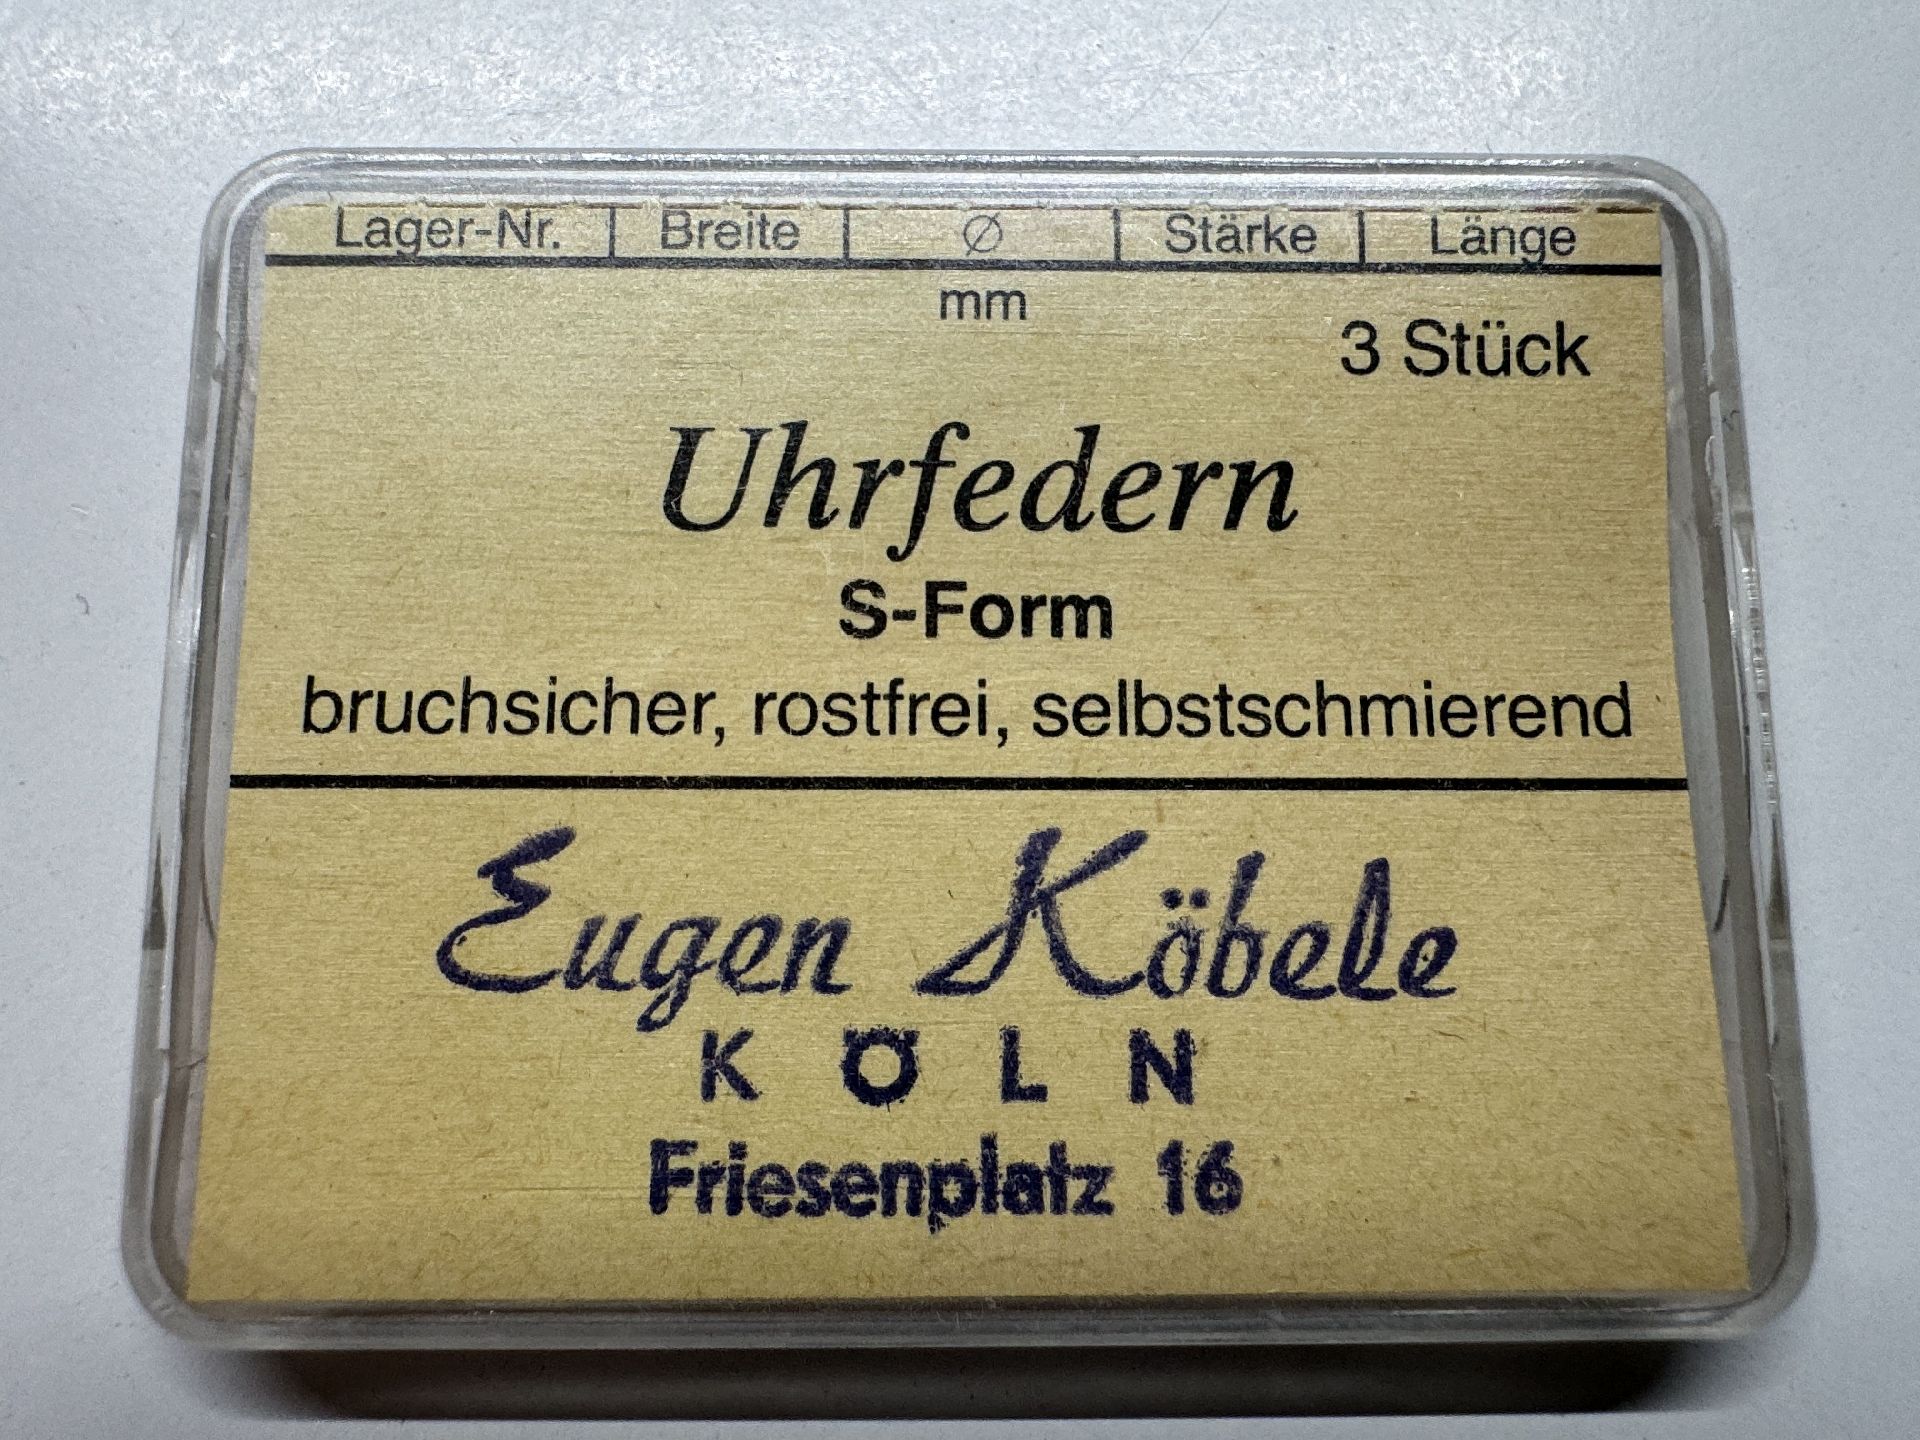 Lager-Nr. | Breite | Ø | Stärke | Länge
mm
3 Stück
Uhrfedern
S-Form
bruchsicher, rostfrei, selbstschmierend
Eugen Köbele
KÖLN
Friesenplatz 16